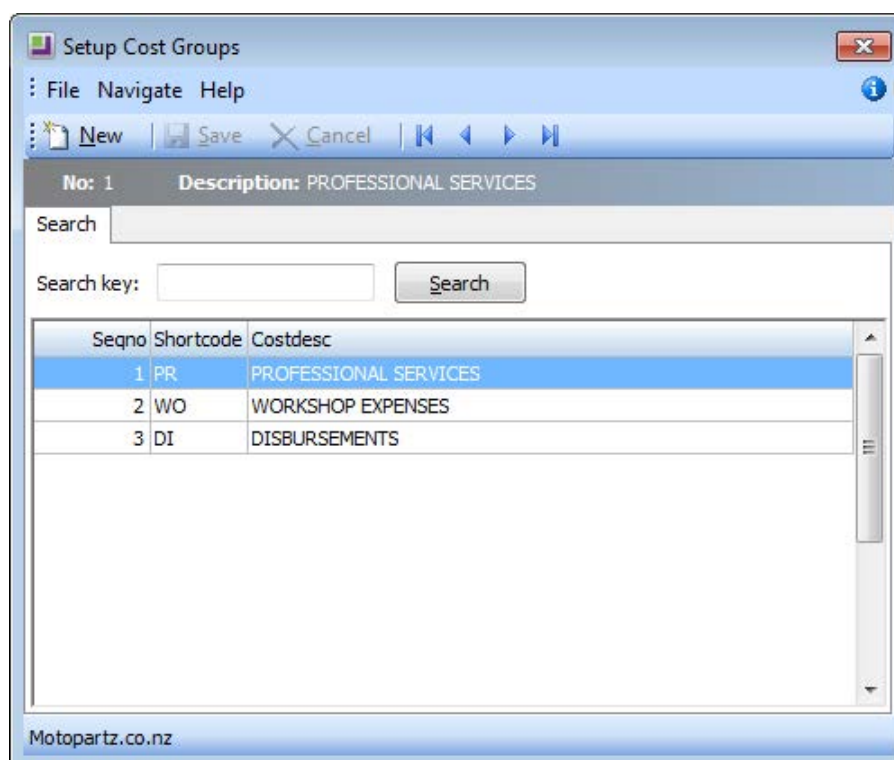 Setup Cost Groups
File Navigate Help
New Save Cancel
No: 1 Description: PROFESSIONAL SERVICES
Search
Search key: Search
Seqno Shortcode Costdesc
1 PR PROFESSIONAL SERVICES
2 WO WORKSHOP EXPENSES
3 DI DISBURSEMENTS
Motopartz.co.nz